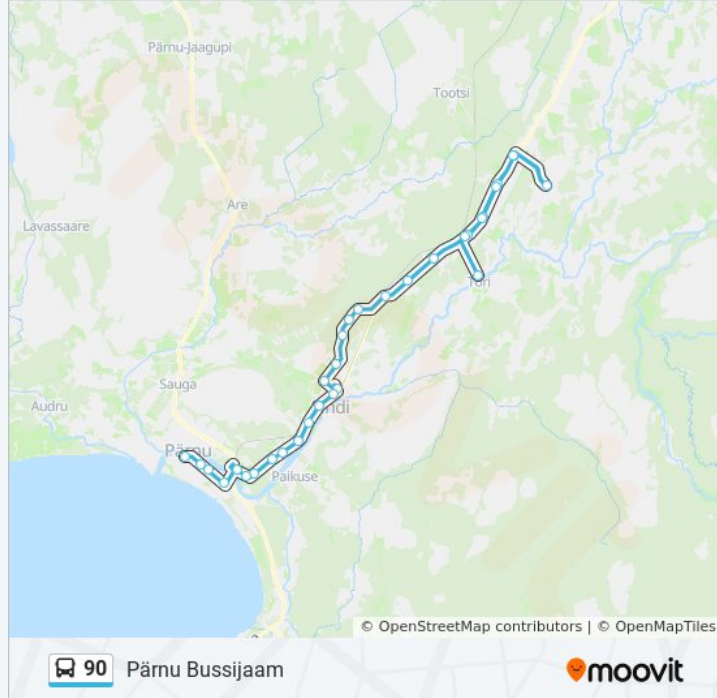 Pärnu-Jaagupi
Tootsi
Are
Lavassaare
Tori
Sauga
Audru
Pärnu
Paikuse
© OpenStreetMap contributors | © OpenMapTiles
90 Pärnu Bussijaam
moovit